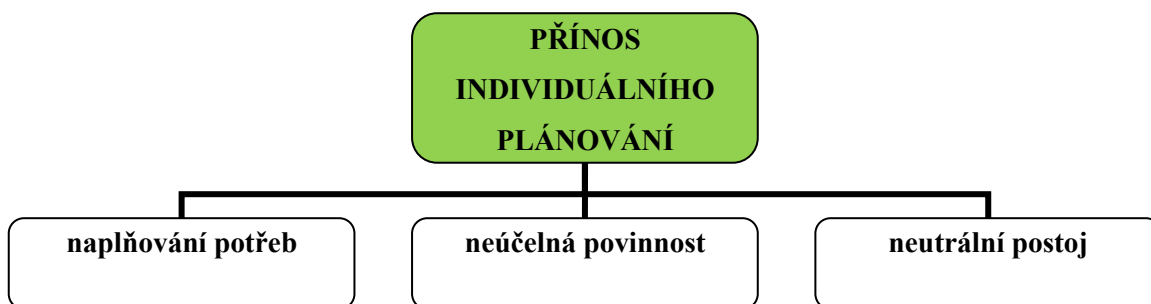 PŘÍNOS
INDIVIDUÁLNÍHO
PLÁNOVÁNÍ
naplňování potřeb
neúčelná povinnost
neutrální postoj